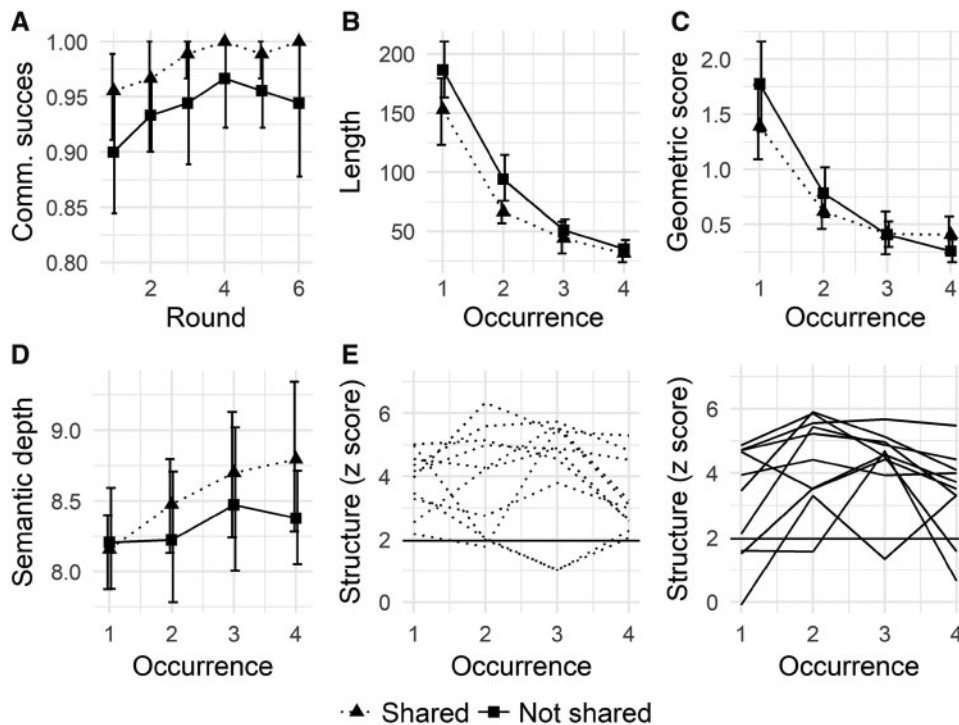 A
Comm. succes
1.00
0.95
0.90
0.85
0.80
2 4 6
Round
B
Length
200
150
100
50
1 2 3 4
Occurrence
C
Geometric score
2.0
1.5
1.0
0.5
1 2 3 4
Occurrence
D
Semantic depth
9.0
8.5
8.0
1 2 3 4
Occurrence
E
Structure (z score)
6
4
2
0
1 2 3 4
Occurrence
Structure (z score)
6
4
2
0
1 2 3 4
Occurrence
Shared Not shared